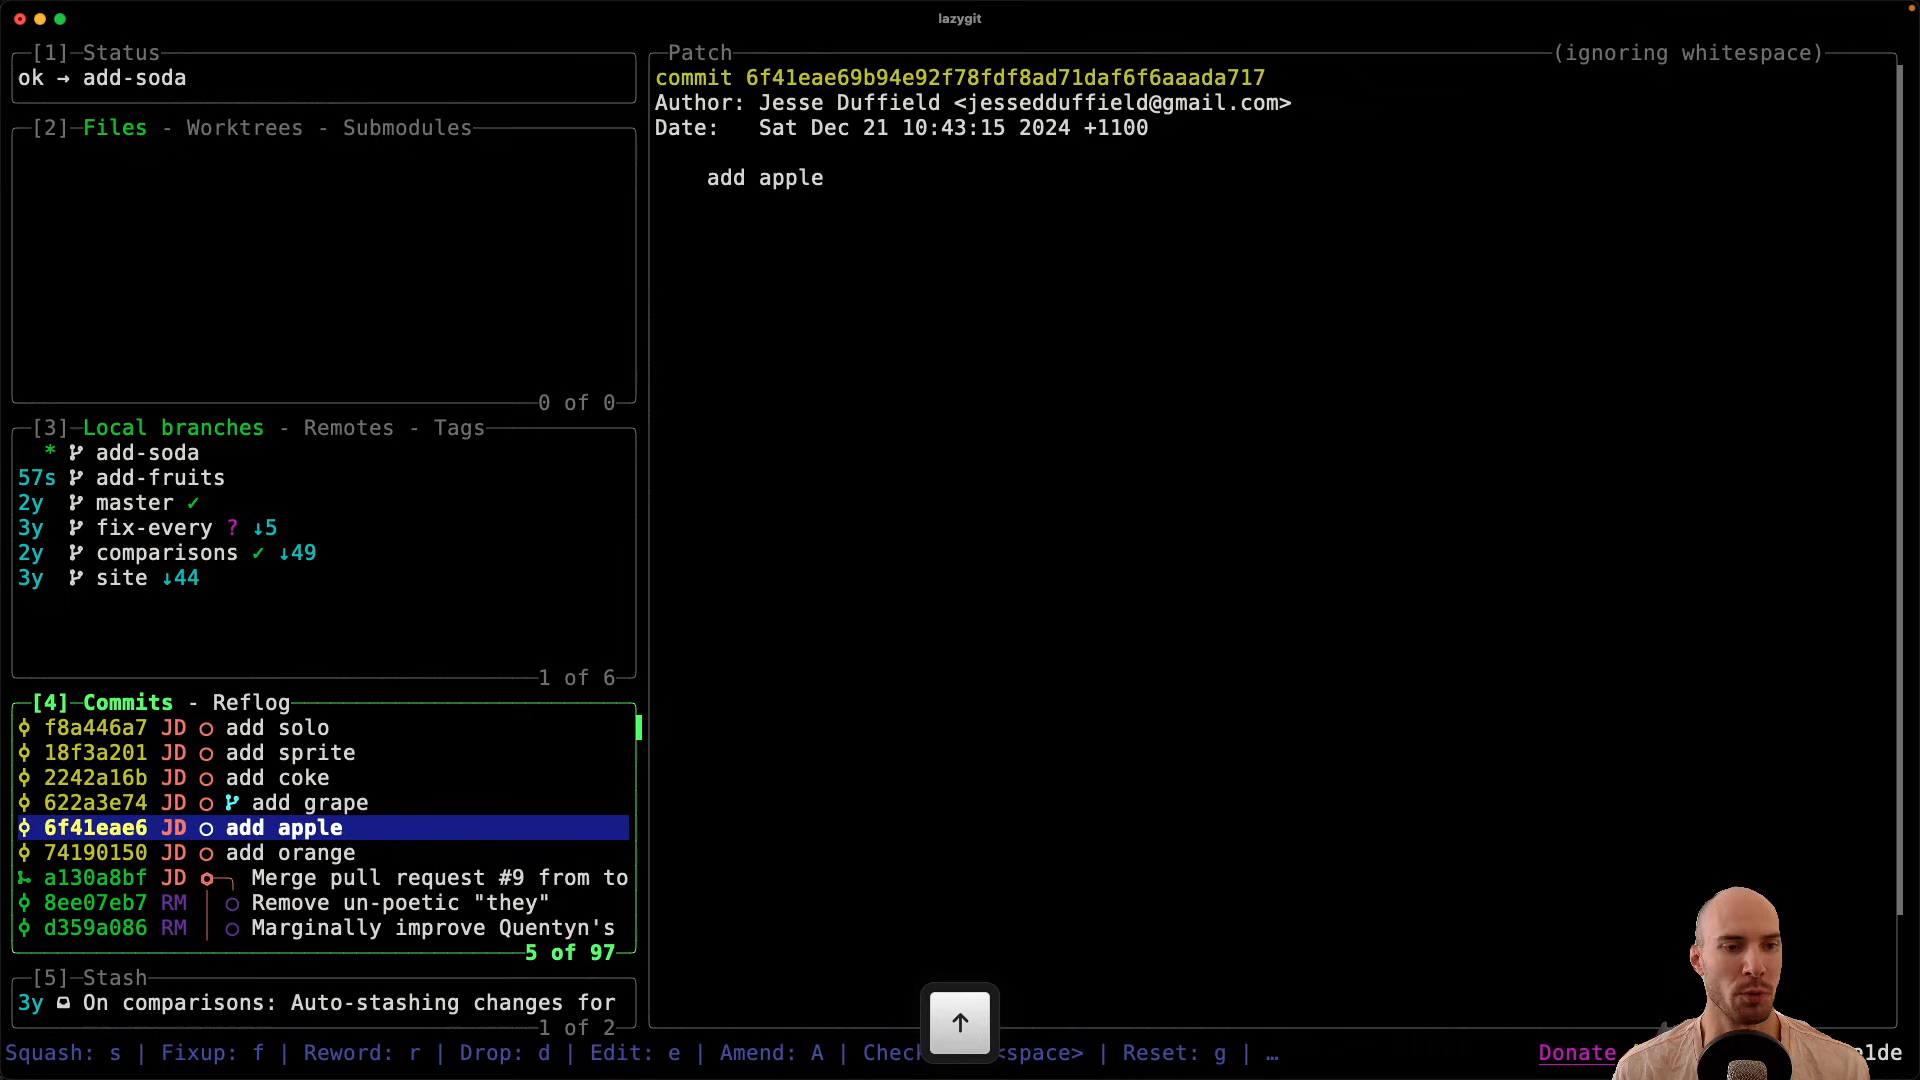 lazygit
[1]─Status
ok → add-soda
[2]─Files - Worktrees - Submodules
0 of 0
[3]─Local branches - Remotes - Tags
* add-soda
57s add-fruits
2y master ✓
3y fix-every ? ↓5
2y comparisons ✓ ↓49
3y site ↓44
1 of 6
[4]─Commits - Reflog
f8a446a7 JD add solo
18f3a201 JD add sprite
2242a16b JD add coke
622a3e74 JD add grape
6f41eae6 JD add apple
74190150 JD add orange
a130a8bf JD Merge pull request #9 from to
8ee07eb7 RM Remove un-poetic "they"
d359a086 RM Marginally improve Quentyn's
5 of 97
[5]─Stash
3y On comparisons: Auto-stashing changes for
1 of 2
Patch
(ignoring whitespace)
commit 6f41eae69b94e92f78fdf8ad71daf6f6aaada717
Author: Jesse Duffield <jessedduffield@gmail.com>
Date: Sat Dec 21 10:43:15 2024 +1100
add apple
↑
Squash: s | Fixup: f | Reword: r | Drop: d | Edit: e | Amend: A | Check <space> | Reset: g | …
Donate